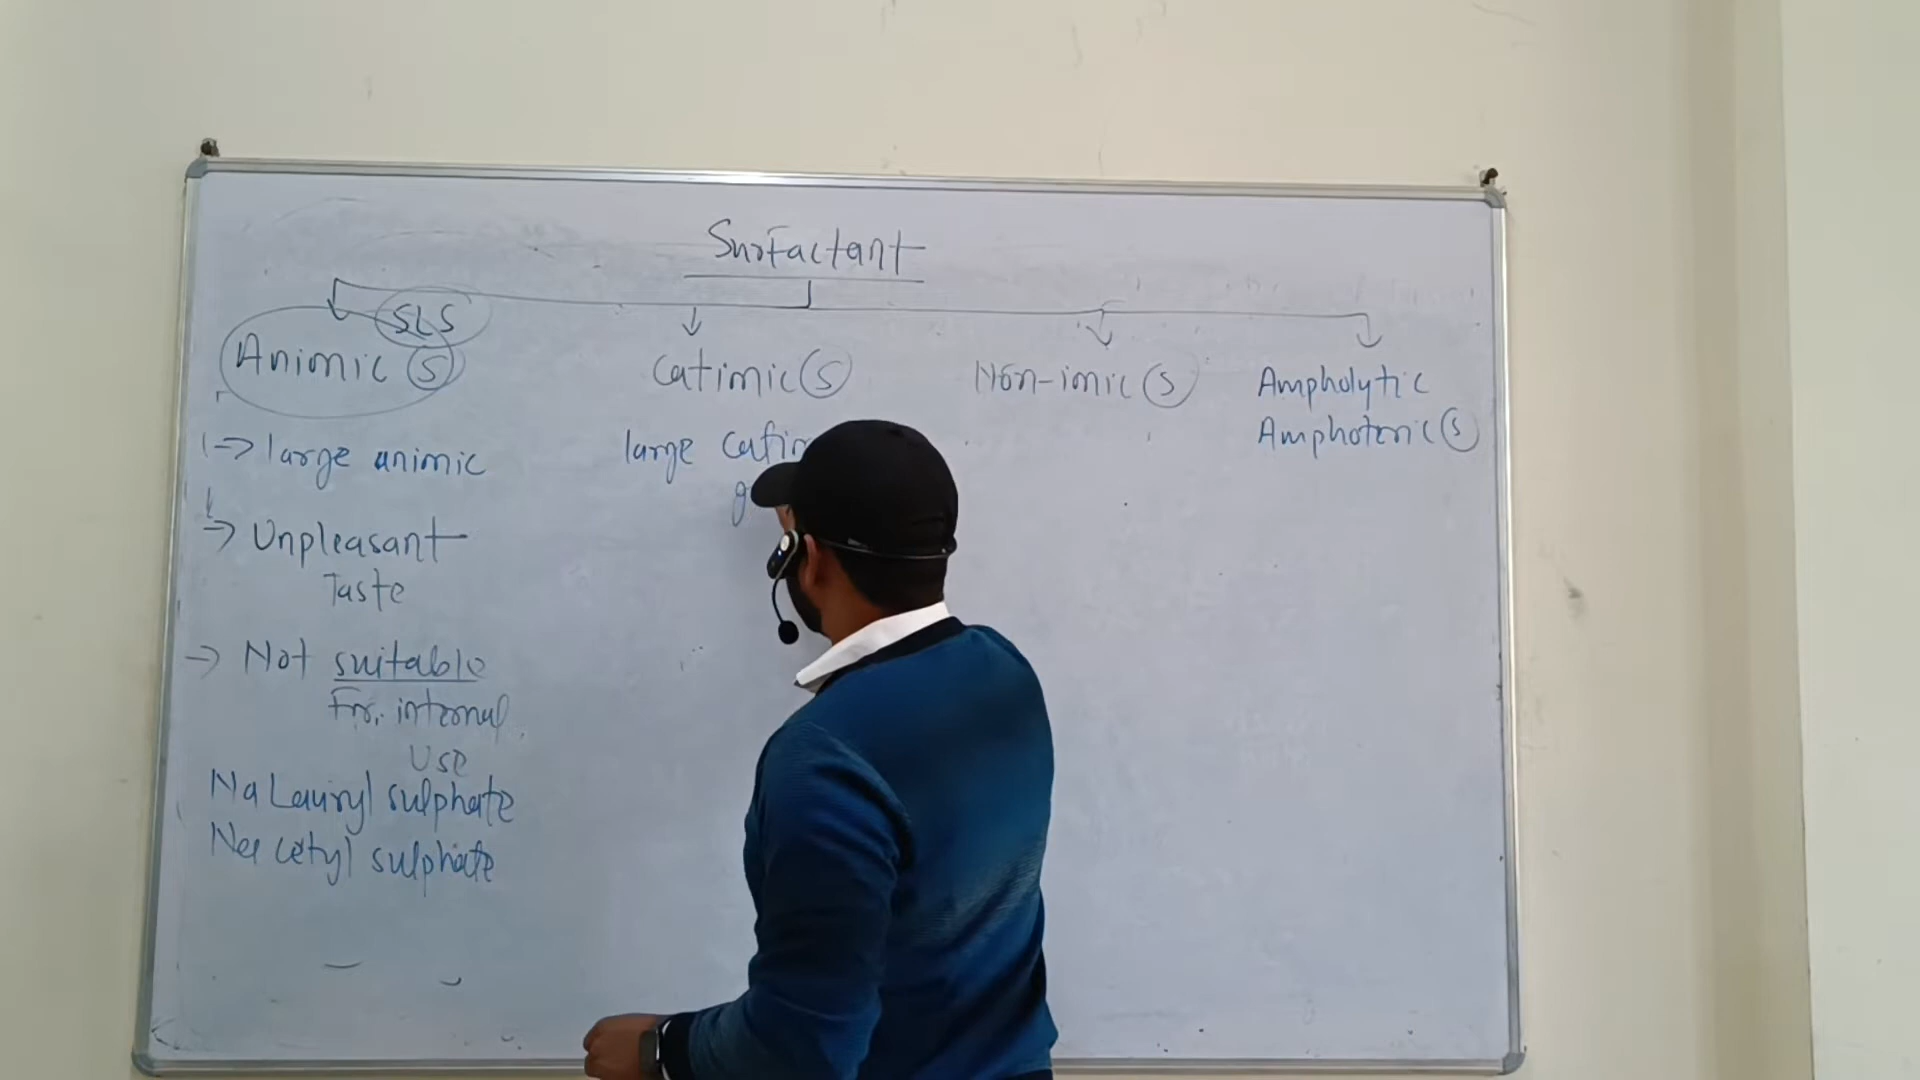 Surfactant
SLS
Anionic (S)
Cationic (S)
Non-ionic (S)
Ampholytic
Amphoteric (S)
→ large anionic
large
→ Unpleasant
Taste
→ Not suitable
For internal
Use
Na Lauryl sulphate
Na cetyl sulphate